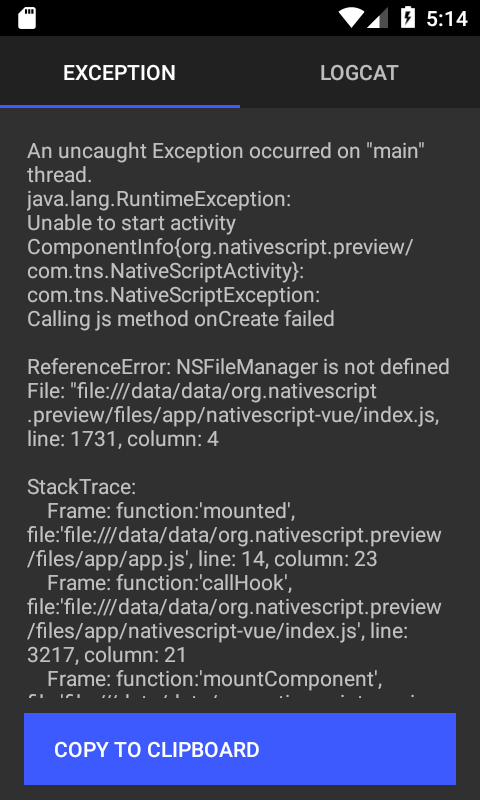 5:14
EXCEPTION
LOGCAT
An uncaught Exception occurred on "main"
thread.
java.lang.RuntimeException:
Unable to start activity
ComponentInfo{org.nativescript.preview/
com.tns.NativeScriptActivity}:
com.tns.NativeScriptException:
Calling js method onCreate failed
ReferenceError: NSFileManager is not defined
File: "file:///data/data/org.nativescript
.preview/files/app/nativescript-vue/index.js,
line: 1731, column: 4
StackTrace:
Frame: function:'mounted',
file:'file:///data/data/org.nativescript.preview
/files/app/app.js', line: 14, column: 23
Frame: function:'callHook',
file:'file:///data/data/org.nativescript.preview
/files/app/nativescript-vue/index.js', line:
3217, column: 21
Frame: function:'mountComponent',
COPY TO CLIPBOARD